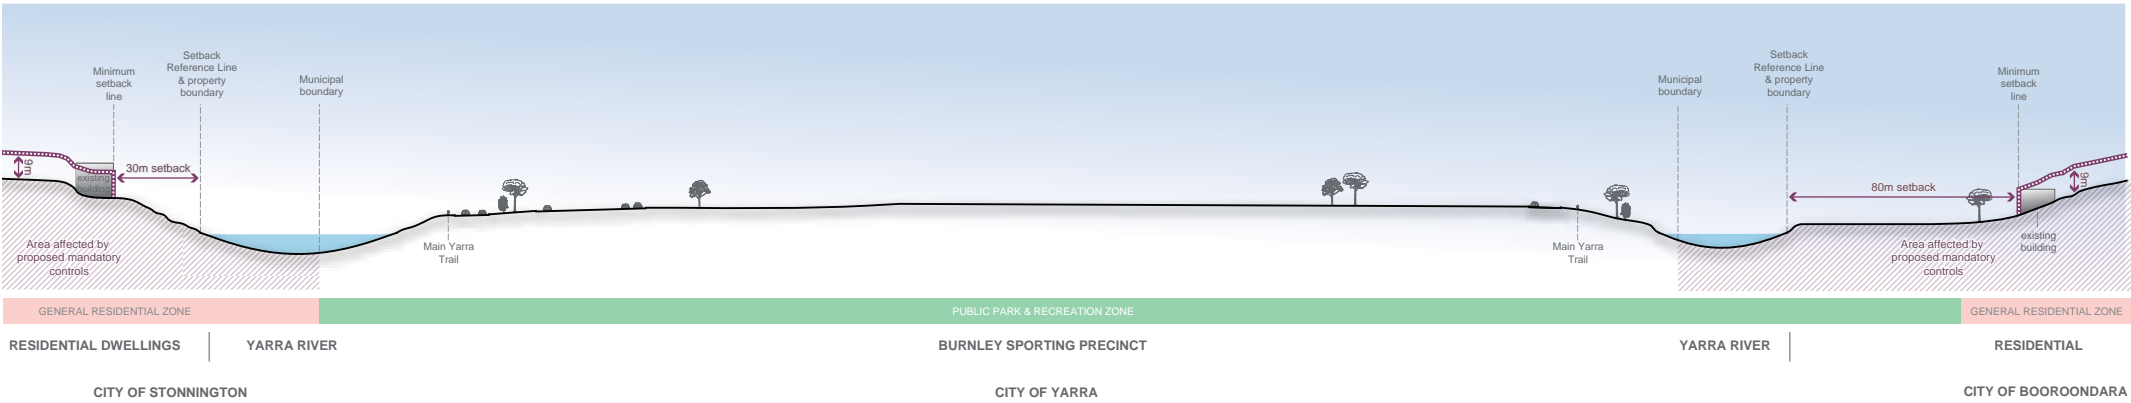 Minimum
setback
line
Setback
Reference Line
& property
boundary
Municipal
boundary
Municipal
boundary
Setback
Reference Line
& property
boundary
Minimum
setback
line
9m
existing
building
30m setback
80m setback
9m
existing
building
Main Yarra
Trail
Main Yarra
Trail
Area affected by
proposed mandatory
controls
Area affected by
proposed mandatory
controls
GENERAL RESIDENTIAL ZONE
PUBLIC PARK & RECREATION ZONE
GENERAL RESIDENTIAL ZONE
RESIDENTIAL DWELLINGS
YARRA RIVER
BURNLEY SPORTING PRECINCT
YARRA RIVER
RESIDENTIAL
CITY OF STONNINGTON
CITY OF YARRA
CITY OF BOOROONDARA